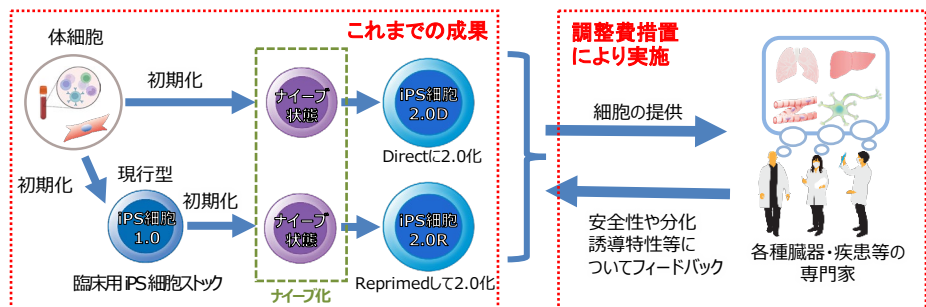 これまでの成果
体細胞
初期化
ナイーブ
状態
iPS細胞
2.0D
Directに2.0化
初期化
現行型
iPS細胞
1.0
初期化
ナイーブ
状態
iPS細胞
2.0R
臨床用iPS細胞ストック
ナイーブ化
Reprimedして2.0化
調整費措置
により実施
細胞の提供
安全性や分化
誘導特性等に
ついてフィードバック
各種臓器・疾患等の
専門家